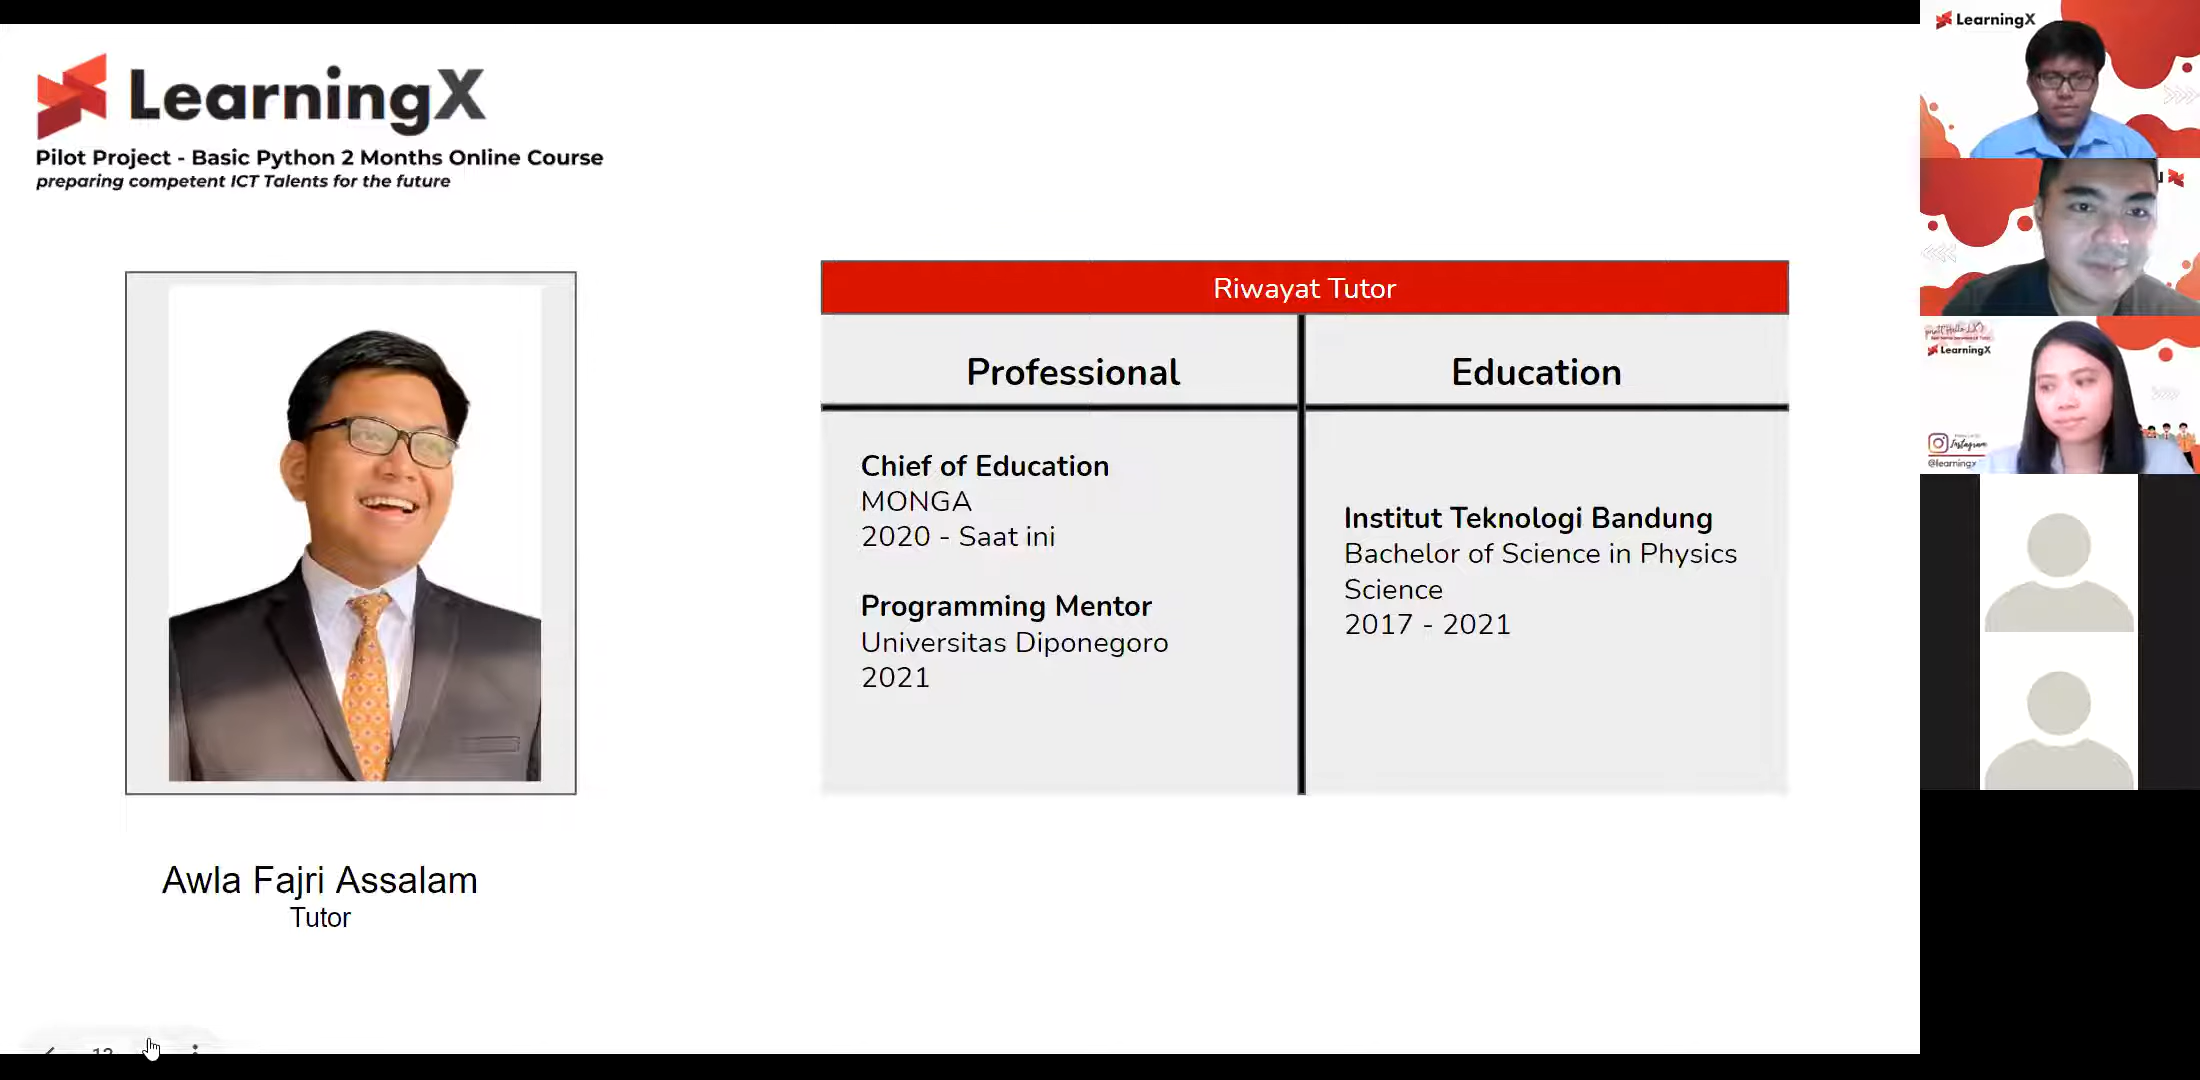 LearningX
Pilot Project - Basic Python 2 Months Online Course
preparing competent ICT Talents for the future
Riwayat Tutor
Professional
Education
Chief of Education
MONGA
2020 - Saat ini
Programming Mentor
Universitas Diponegoro
2021
Institut Teknologi Bandung
Bachelor of Science in Physics
Science
2017 - 2021
Awla Fajri Assalam
Tutor
LearningX
LearningX
Instagram
@learningx